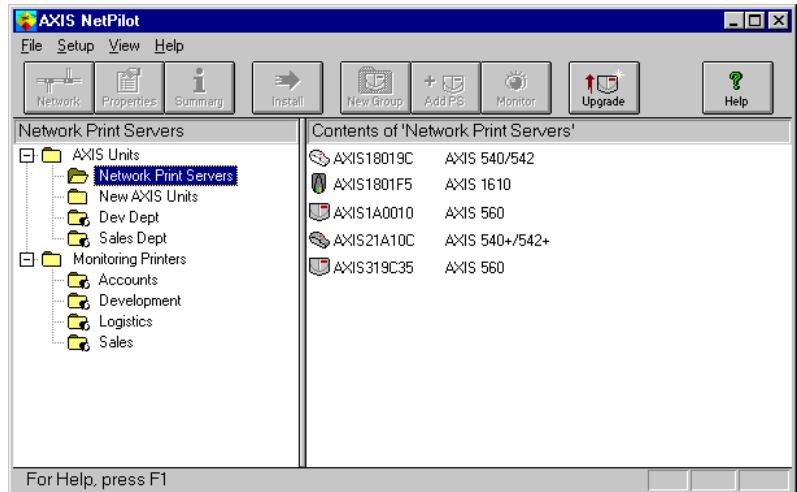 AXIS NetPilot
File Setup View Help
Network Properties Summary Install New Group Add PS Monitor Upgrade Help
Network Print Servers
Contents of 'Network Print Servers'
AXIS Units
Network Print Servers
New AXIS Units
Dev Dept
Sales Dept
Monitoring Printers
Accounts
Development
Logistics
Sales
AXIS18019C AXIS 540/542
AXIS1801F5 AXIS 1610
AXIS1A0010 AXIS 560
AXIS21A10C AXIS 540+/542+
AXIS319C35 AXIS 560
For Help, press F1